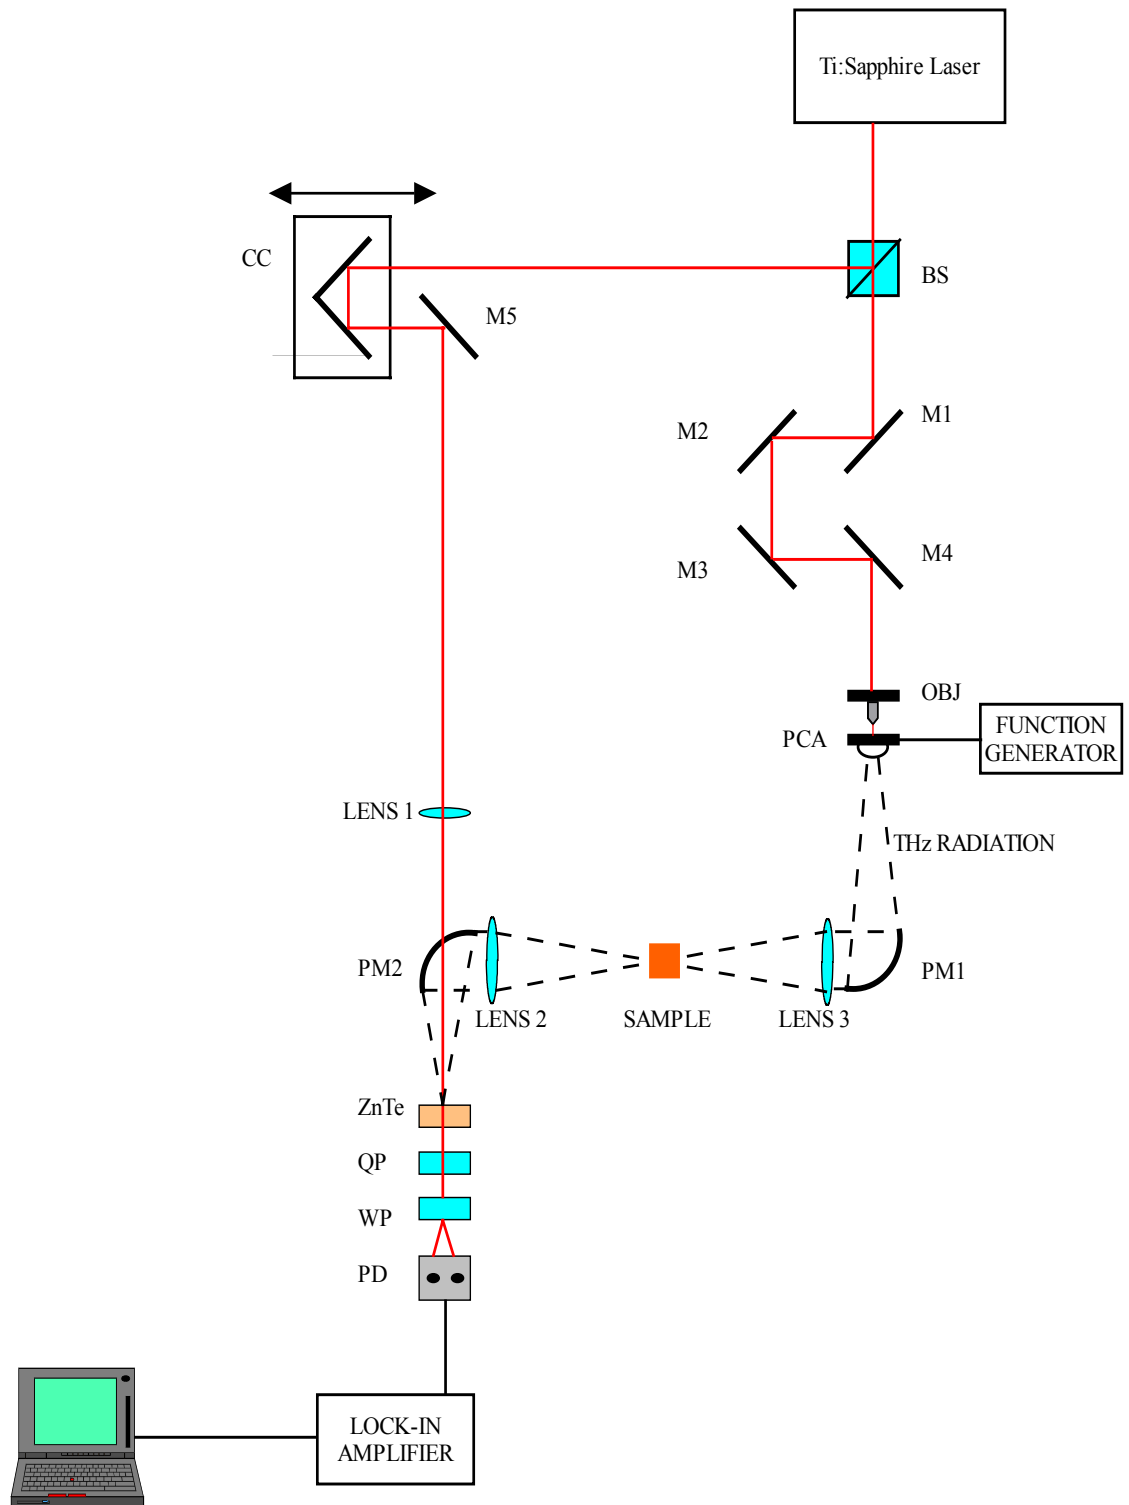 Ti:Sapphire Laser
CC
BS
M5
M1
M2
M3
M4
OBJ
PCA
FUNCTION
GENERATOR
LENS 1
THz RADIATION
PM2
PM1
LENS 2
SAMPLE
LENS 3
ZnTe
QP
WP
PD
LOCK-IN
AMPLIFIER